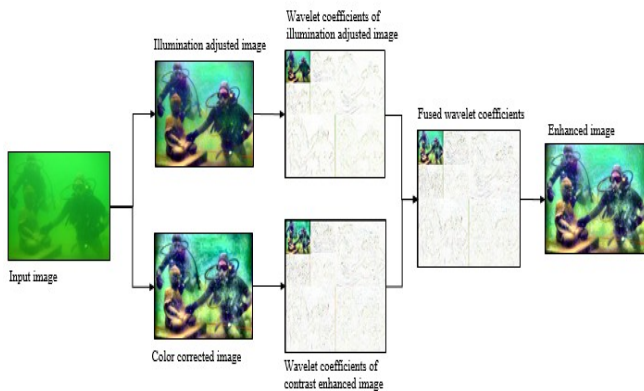 Wavelet coefficients of
illumination adjusted image
Illumination adjusted image
Fused wavelet coefficients
Enhanced image
Input image
Color corrected image
Wavelet coefficients of
contrast enhanced image